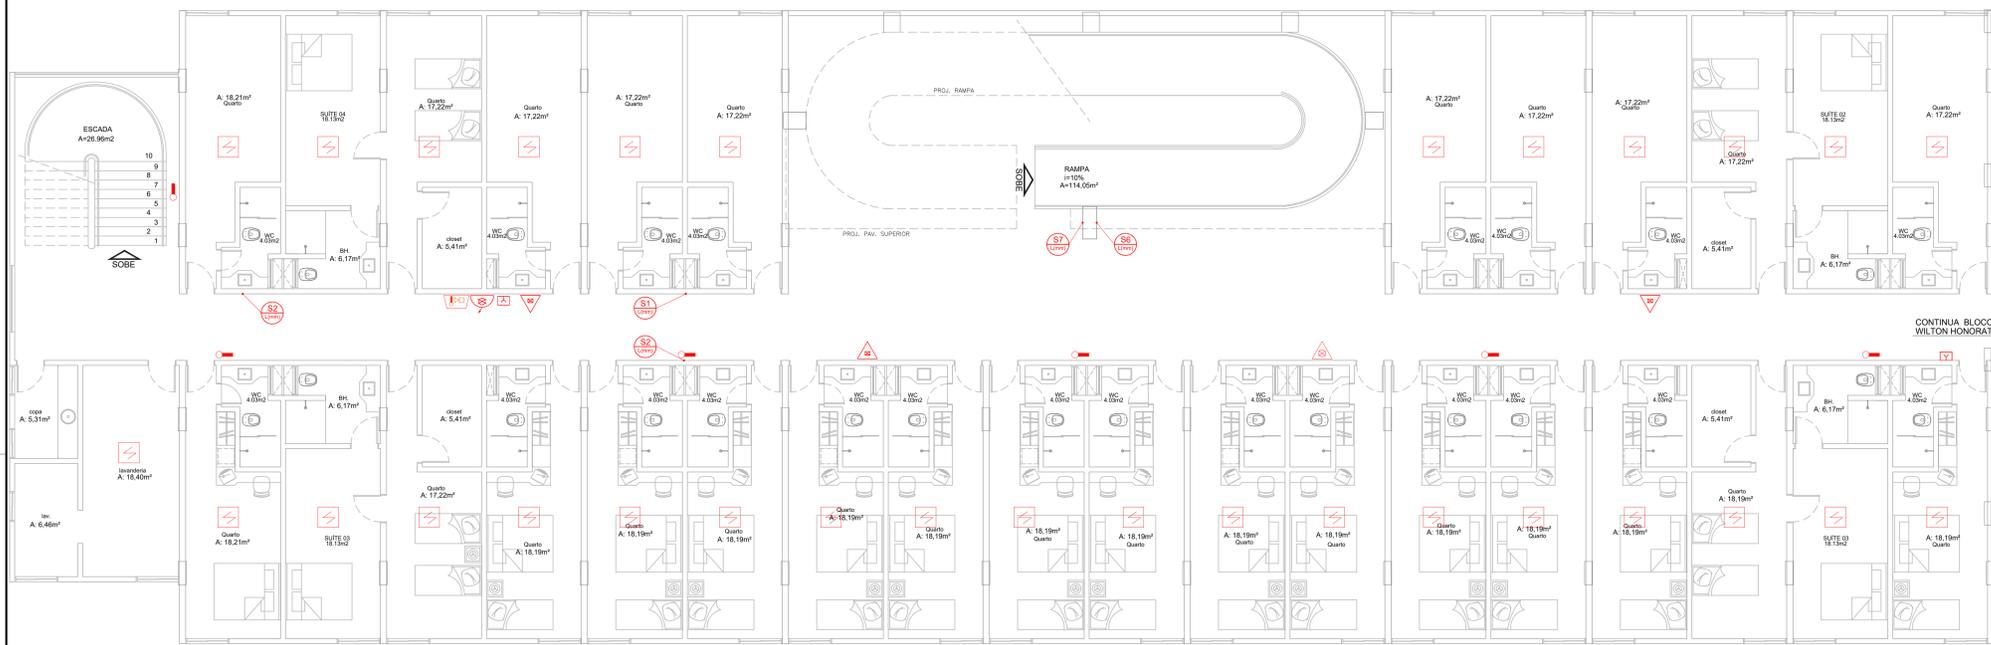 A: 18,21m²
Quarto
SUÍTE 04
18.13m2
Quarto
A: 17,22m²
Quarto
A: 17,22m²
A: 17,22m²
Quarto
Quarto
A: 17,22m²
PROJ. RAMPA
A: 17,22m²
Quarto
Quarto
A: 17,22m²
A: 17,22m²
Quarto
Quarto
A: 17,22m²
SUÍTE 02
18.13m2
Quarto
A: 17,22m²
ESCADA
A=26.96m2
10
9
8
7
6
5
4
3
2
1
SOBE
RAMPA
i=10%
A=114,05m²
SOBE
PROJ. PAV. SUPERIOR
WC
4.03m2
BH.
A: 6,17m²
closet
A: 5,41m²
WC
4.03m2
WC
4.03m2
WC
4.03m2
S7
L(mm)
S6
L(mm)
WC
4.03m2
WC
4.03m2
WC
4.03m2
closet
A: 5,41m²
BH.
A: 6,17m²
WC
4.03m2
S2
L(mm)
S1
L(mm)
S2
L(mm)
CONTINUA BLOCO
WILTON HONORAT
Y
copa
A: 5,31m²
lavanderia
A: 18,40m²
lav.
A: 6,46m²
WC
4.03m2
BH.
A: 6,17m²
closet
A: 5,41m²
WC
4.03m2
WC
4.03m2
WC
4.03m2
WC
4.03m2
WC
4.03m2
WC
4.03m2
WC
4.03m2
WC
4.03m2
WC
4.03m2
WC
4.03m2
WC
4.03m2
WC
4.03m2
closet
A: 5,41m²
BH.
A: 6,17m²
WC
4.03m2
Quarto
A: 18,21m²
SUÍTE 03
18.13m2
Quarto
A: 17,22m²
Quarto
A: 18,19m²
Quarto
A: 18,19m²
Quarto
A: 18,19m²
Quarto
A: 18,19m²
Quarto
A: 18,19m²
A: 18,19m²
Quarto
A: 18,19m²
Quarto
A: 18,19m²
Quarto
A: 18,19m²
Quarto
Quarto
A: 18,19m²
A: 18,19m²
Quarto
Quarto
A: 18,19m²
Quarto
A: 18,19m²
SUÍTE 03
18.13m2
A: 18,19m²
Quarto